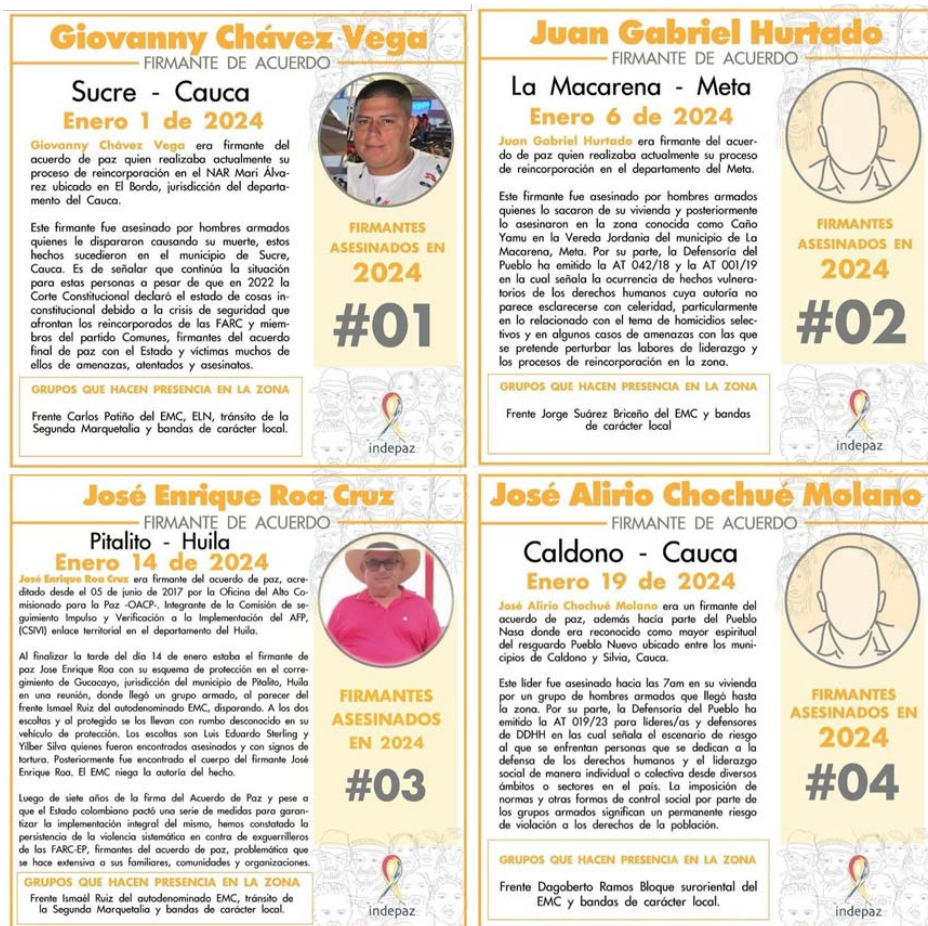 Giovanny Chávez Vega
FIRMANTE DE ACUERDO
Sucre - Cauca
Enero 1 de 2024
Giovanny Chávez Vega era firmante del
acuerdo de paz quien realizaba actualmente su
proceso de reincorporación en el NAR Mari Álva-
rez ubicado en El Bordo, jurisdicción del departa-
mento del Cauca.
Este firmante fue asesinado por hombres armados
quienes le dispararon causando su muerte, estos
hechos sucedieron en el municipio de Sucre,
Cauca. Es de señalar que continúa la situación
para estas personas a pesar de que en 2022 la
Corte Constitucional declaró el estado de cosas in-
constitucional debido a la crisis de seguridad que
afrontan los reincorporados de las FARC y miem-
bros del partido Comunes, firmantes del acuerdo
final de paz con el Estado y víctimas muchos de
ellos de amenazas, atentados y asesinatos.
FIRMANTES
ASESINADOS EN
2024
#01
GRUPOS QUE HACEN PRESENCIA EN LA ZONA
Frente Carlos Patiño del EMC, ELN, tránsito de la
Segunda Marquetalia y bandas de carácter local.
indepaz
Juan Gabriel Hurtado
FIRMANTE DE ACUERDO
La Macarena - Meta
Enero 6 de 2024
Juan Gabriel Hurtado era firmante del acuer-
do de paz quien realizaba actualmente su proceso
de reincorporación en el departamento del Meta.
Este firmante fue asesinado por hombres armados
quienes lo sacaron de su vivienda y posteriormente
lo asesinaron en la zona conocida como Caño
Yamu en la Vereda Jordania del municipio de La
Macarena, Meta. Por su parte, la Defensoría del
Pueblo ha emitido la AT 042/18 y la AT 001/19
en la cual señala la ocurrencia de hechos vulnera-
torios de los derechos humanos cuya autoría no
parece esclarecerse con celeridad, particularmente
en lo relacionado con el tema de homicidios selec-
tivos y en algunos casos de amenazas con las que
se pretende perturbar las labores de liderazgo y
los procesos de reincorporación en la zona.
FIRMANTES
ASESINADOS EN
2024
#02
GRUPOS QUE HACEN PRESENCIA EN LA ZONA
Frente Jorge Suárez Briceño del EMC y bandas
de carácter local
indepaz
José Enrique Roa Cruz
FIRMANTE DE ACUERDO
Pitalito - Huila
Enero 14 de 2024
José Enrique Roa Cruz era firmante del acuerdo de paz, acre-
ditado desde el 05 de junio de 2017 por la Oficina del Alto Co-
misionado para la Paz -OACP-. Integrante de la Comisión de se-
guimiento Impulso y Verificación a la Implementación del AFP,
(CSIVI) enlace territorial en el departamento del Huila.
Al finalizar la tarde del día 14 de enero estaba el firmante de
paz Jose Enrique Roa con su esquema de protección en el corre-
gimiento de Gucacayo, jurisdicción del municipio de Pitalito, Huila
en una reunión, donde llegó un grupo armado, al parecer del
frente Ismael Ruiz del autodenominado EMC, disparando. A los dos
escoltas y al protegido se los llevan con rumbo desconocido en su
vehículo de protección. Los escoltas son Luis Eduardo Sterling y
Yilber Silva quienes fueron encontrados asesinados y con signos de
tortura. Posteriormente fue encontrado el cuerpo del firmante José
Enrique Roa. El EMC niega la autoría del hecho.
Luego de siete años de la firma del Acuerdo de Paz y pese a
que el Estado colombiano pactó una serie de medidas para garan-
tizar la implementación integral del mismo, hemos constatado la
persistencia de la violencia sistemática en contra de exguerrilleros
de las FARC-EP, firmantes del acuerdo de paz, problemática que
se hace extensiva a sus familiares, comunidades y organizaciones.
FIRMANTES
ASESINADOS
EN 2024
#03
GRUPOS QUE HACEN PRESENCIA EN LA ZONA
Frente Ismaél Ruiz del autodenominado EMC, tránsito de
la Segunda Marquetalia y bandas de carácter local.
indepaz
José Alirio Chochué Molano
FIRMANTE DE ACUERDO
Caldono - Cauca
Enero 19 de 2024
José Alirio Chochué Molano era un firmante del
acuerdo de paz, además hacía parte del Pueblo
Nasa donde era reconocido como mayor espiritual
del resguardo Pueblo Nuevo ubicado entre los muni-
cipios de Caldono y Silvia, Cauca.
Este líder fue asesinado hacia las 7am en su vivienda
por un grupo de hombres armados que llegó hasta
la zona. Por su parte, la Defensoría del Pueblo ha
emitido la AT 019/23 para líderes/as y defensores
de DDHH en las cual señala el escenario de riesgo
al que se enfrentan personas que se dedican a la
defensa de los derechos humanos y el liderazgo
social de manera individual o colectiva desde diversos
ámbitos o sectores en el país. La imposición de
normas y otras formas de control social por parte de
los grupos armados significan un permanente riesgo
de violación a los derechos de la población.
FIRMANTES
ASESINADOS EN
2024
#04
GRUPOS QUE HACEN PRESENCIA EN LA ZONA
Frente Dagoberto Ramos Bloque suroriental del
EMC y bandas de carácter local.
indepaz